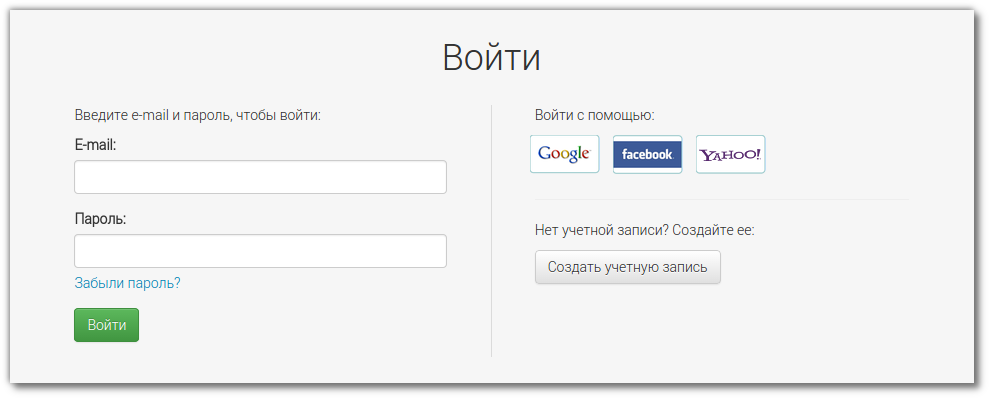 Войти
Введите e-mail и пароль, чтобы войти:
E-mail:
Пароль:
Забыли пароль?
Войти
Войти с помощью:
Google facebook YAHOO!
Нет учетной записи? Создайте ее:
Создать учетную запись